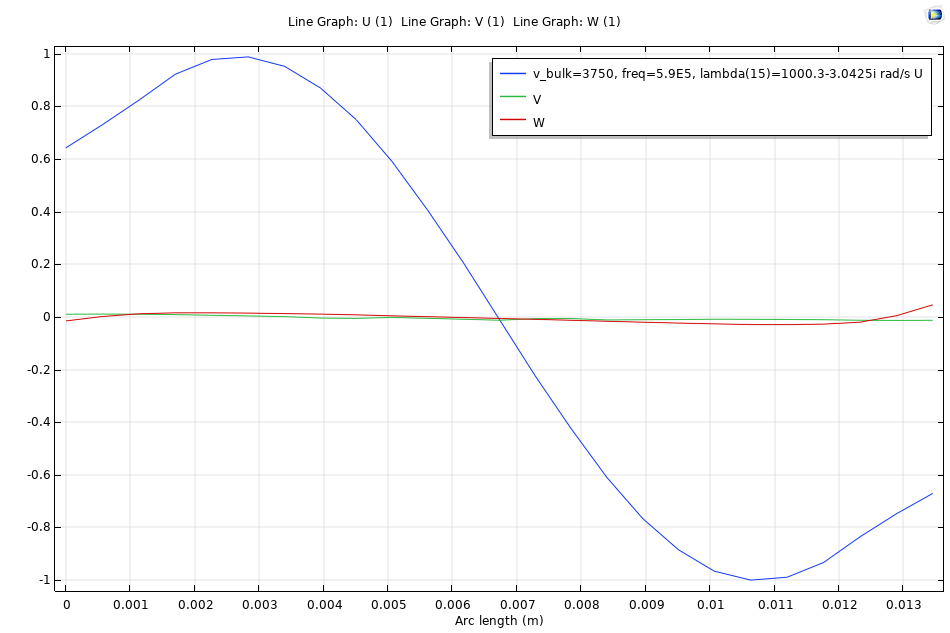 Line Graph: U (1)  Line Graph: V (1)  Line Graph: W (1)
v_bulk=3750, freq=5.9E5, lambda(15)=1000.3-3.0425i rad/s U
V
W
1
0.8
0.6
0.4
0.2
0
-0.2
-0.4
-0.6
-0.8
-1
0 0.001 0.002 0.003 0.004 0.005 0.006 0.007 0.008 0.009 0.01 0.011 0.012 0.013
Arc length (m)